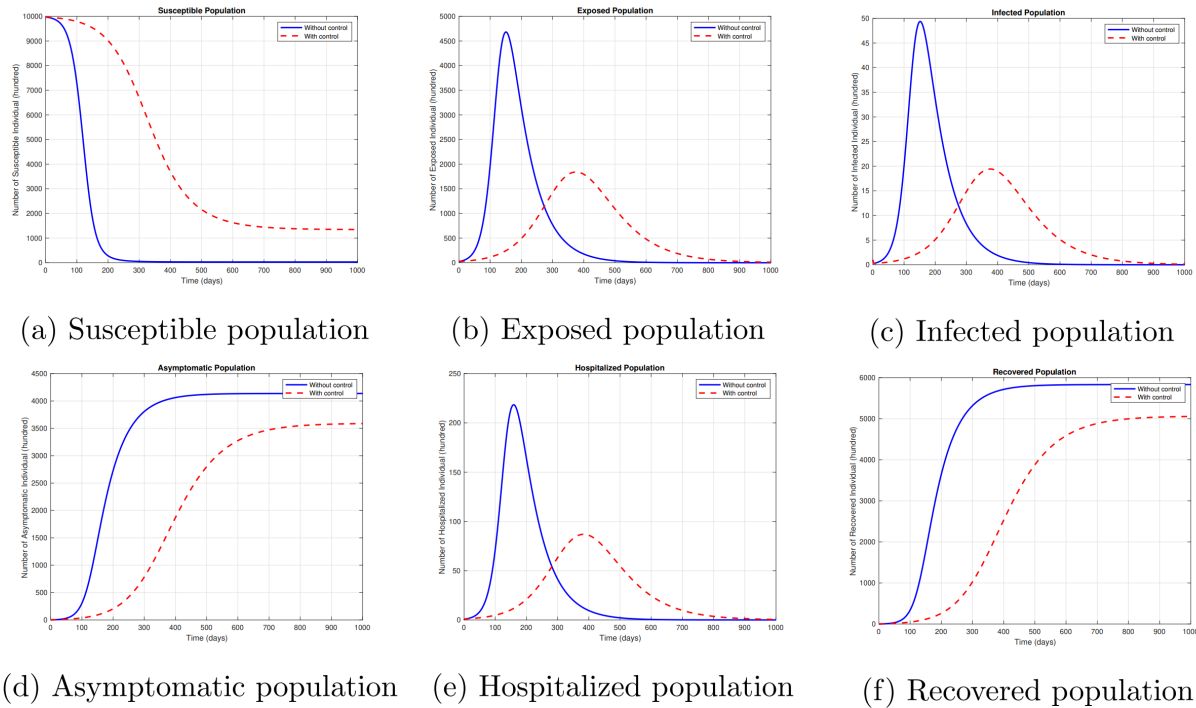 Susceptible Population
10000
9000
8000
7000
6000
5000
4000
3000
2000
1000
0
Number of Susceptible Individual (hundred)
Without control
With control
0 100 200 300 400 500 600 700 800 900 1000
Time (days)
(a) Susceptible population
Exposed Population
5000
4500
4000
3500
3000
2500
2000
1500
1000
500
0
Number of Exposed Individual (hundred)
Without control
With control
0 100 200 300 400 500 600 700 800 900 1000
Time (days)
(b) Exposed population
Infected Population
50
45
40
35
30
25
20
15
10
5
0
Number of Infected Individual (hundred)
Without control
With control
0 100 200 300 400 500 600 700 800 900 1000
Time (days)
(c) Infected population
Asymptomatic Population
4500
4000
3500
3000
2500
2000
1500
1000
500
0
Number of Asymptomatic Individual (hundred)
Without control
With control
0 100 200 300 400 500 600 700 800 900 1000
Time (days)
(d) Asymptomatic population
Hospitalized Population
250
200
150
100
50
0
Number of Hospitalized Individual (hundred)
Without control
With control
0 100 200 300 400 500 600 700 800 900 1000
Time (days)
(e) Hospitalized population
Recovered Population
6000
5000
4000
3000
2000
1000
0
Number of Recovered Individual (hundred)
Without control
With control
0 100 200 300 400 500 600 700 800 900 1000
Time (days)
(f) Recovered population